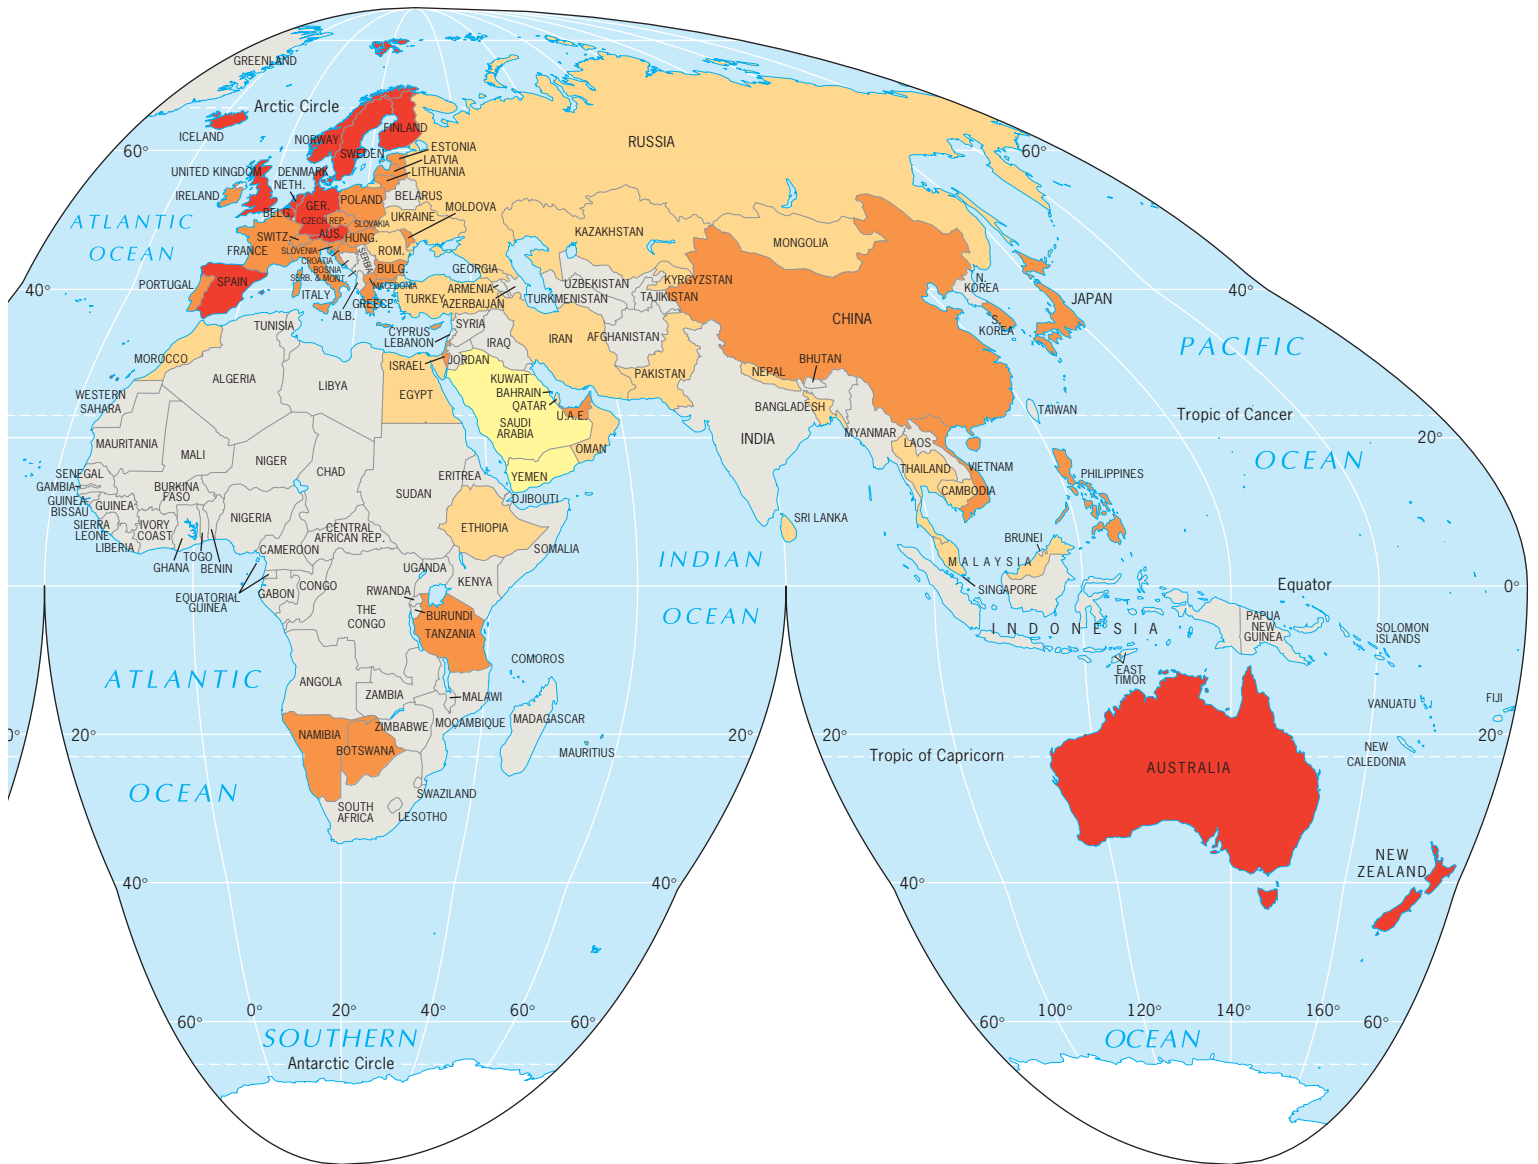 GREENLAND
Arctic Circle
ICELAND
NORWAY
FINLAND
SWEDEN
60°
RUSSIA
60°
ESTONIA
LATVIA
LITHUANIA
UNITED KINGDOM
DENMARK
NETH.
IRELAND
BELARUS
POLAND
GER.
BELG.
MOLDOVA
CZECH REP.
SLOVAKIA
UKRAINE
ATLANTIC
OCEAN
SWITZ.
AUS.
HUNG.
FRANCE
SLOVENIA
ROM.
CROATIA
BOSNIA
SERBIA
SERB. & MONT.
BULG.
MACEDONIA
KAZAKHSTAN
MONGOLIA
PORTUGAL
SPAIN
ITALY
ALB.
GREECE
TURKEY
GEORGIA
ARMENIA
AZERBAIJAN
UZBEKISTAN
TURKMENISTAN
KYRGYZSTAN
TAJIKISTAN
N.
KOREA
S.
KOREA
JAPAN
40°
40°
CHINA
TUNISIA
CYPRUS
LEBANON
SYRIA
IRAQ
IRAN
AFGHANISTAN
PACIFIC
OCEAN
MOROCCO
ISRAEL
JORDAN
PAKISTAN
NEPAL
BHUTAN
ALGERIA
LIBYA
EGYPT
KUWAIT
BAHRAIN
QATAR
U.A.E.
SAUDI
ARABIA
OMAN
WESTERN
SAHARA
BANGLADESH
TAIWAN
Tropic of Cancer
20°
INDIA
MYANMAR
LAOS
MAURITANIA
MALI
NIGER
CHAD
SUDAN
ERITREA
YEMEN
THAILAND
VIETNAM
CAMBODIA
PHILIPPINES
SENEGAL
GAMBIA
GUINEA
BISSAU
GUINEA
SIERRA
LEONE
LIBERIA
IVORY
COAST
BURKINA
FASO
GHANA
TOGO
BENIN
NIGERIA
CENTRAL
AFRICAN REP.
CAMEROON
DJIBOUTI
ETHIOPIA
SOMALIA
SRI LANKA
BRUNEI
MALAYSIA
SINGAPORE
INDIAN
OCEAN
EQUATORIAL
GUINEA
GABON
CONGO
THE
CONGO
UGANDA
KENYA
RWANDA
BURUNDI
TANZANIA
Equator
0°
INDONESIA
PAPUA
NEW
GUINEA
SOLOMON
ISLANDS
EAST
TIMOR
COMOROS
ATLANTIC
OCEAN
ANGOLA
ZAMBIA
MALAWI
MOÇAMBIQUE
MADAGASCAR
ZIMBABWE
NAMIBIA
BOTSWANA
MAURITIUS
VANUATU
FIJI
0°
20°
20°
20°
20°
NEW
CALEDONIA
Tropic of Capricorn
AUSTRALIA
SWAZILAND
SOUTH
AFRICA
LESOTHO
NEW
ZEALAND
40°
40°
40°
60°
0°
20°
40°
60°
60°
60°
100°
120°
140°
160°
60°
SOUTHERN
OCEAN
Antarctic Circle